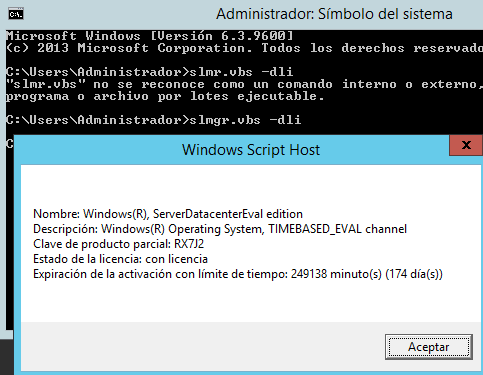 Administrador: Símbolo del sistema
Microsoft Windows [Versión 6.3.9600]
(c) 2013 Microsoft Corporation. Todos los derechos reservado
C:\Users\Administrador>slmr.vbs -dli
"slmr.vbs" no se reconoce como un comando interno o externo,
programa o archivo por lotes ejecutable.
C:\Users\Administrador>slmgr.vbs -dli
C
Windows Script Host
x
Nombre: Windows(R), ServerDatacenterEval edition
Descripción: Windows(R) Operating System, TIMEBASED_EVAL channel
Clave de producto parcial: RX7J2
Estado de la licencia: con licencia
Expiración de la activación con límite de tiempo: 249138 minuto(s) (174 día(s))
Aceptar